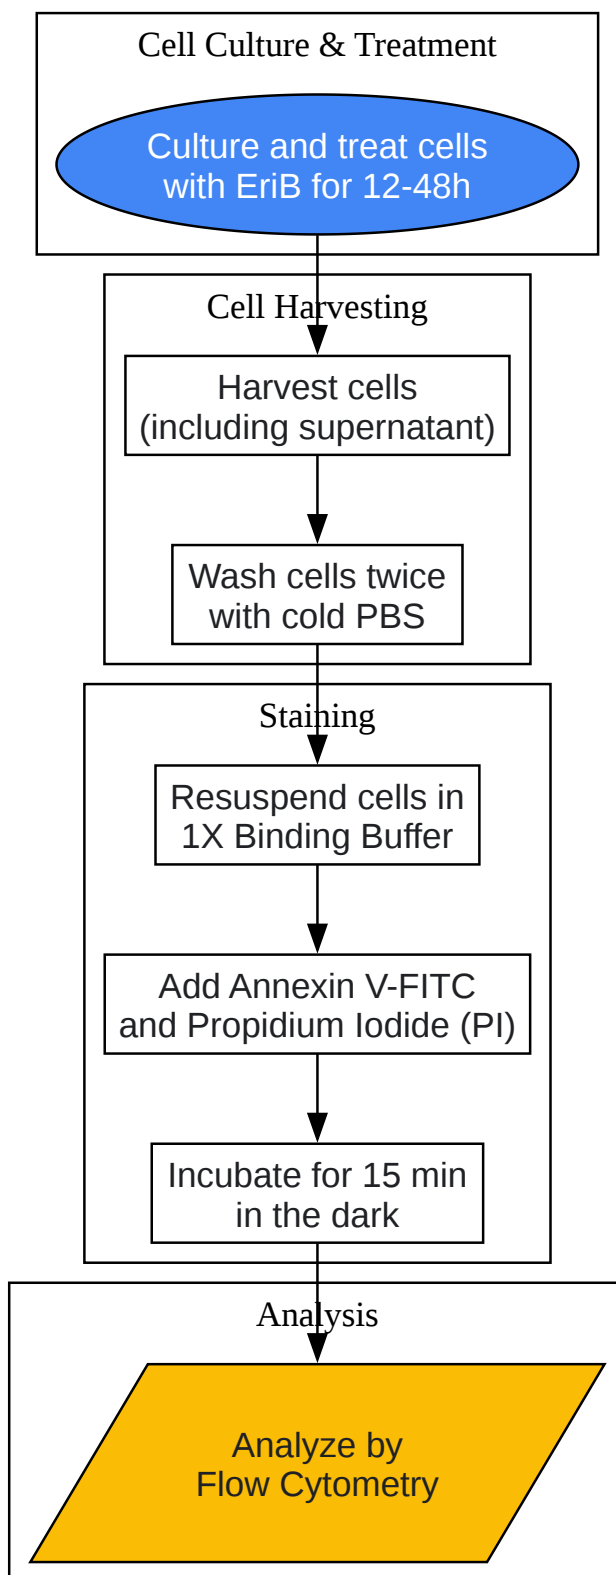 Cell Culture & Treatment
Culture and treat cells
with EriB for 12-48h
Cell Harvesting
Harvest cells
(including supernatant)
Wash cells twice
with cold PBS
Staining
Resuspend cells in
1X Binding Buffer
Add Annexin V-FITC
and Propidium Iodide (PI)
Incubate for 15 min
in the dark
Analysis
Analyze by
Flow Cytometry